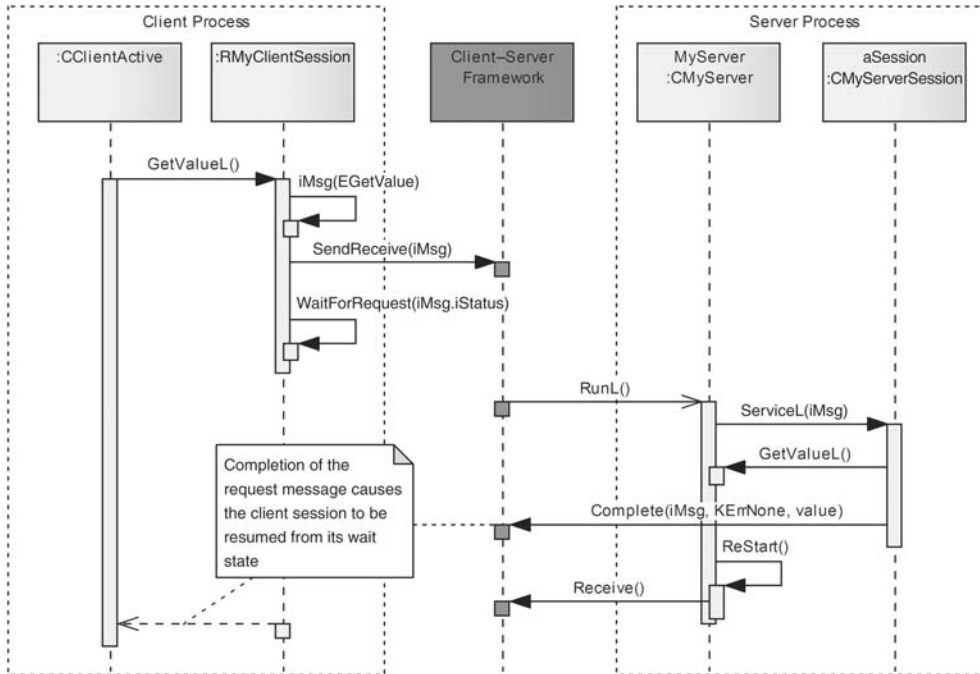 Client Process
Server Process
:CClientActive
:RMyClientSession
Client–Server
Framework
MyServer
:CMyServer
aSession
:CMyServerSession
GetValueL()
iMsg(EGetValue)
SendReceive(iMsg)
WaitForRequest(iMsg.iStatus)
RunL()
ServiceL(iMsg)
GetValueL()
Completion of the
request message causes
the client session to be
resumed from its wait
state
Complete(iMsg, KErrNone, value)
ReStart()
Receive()